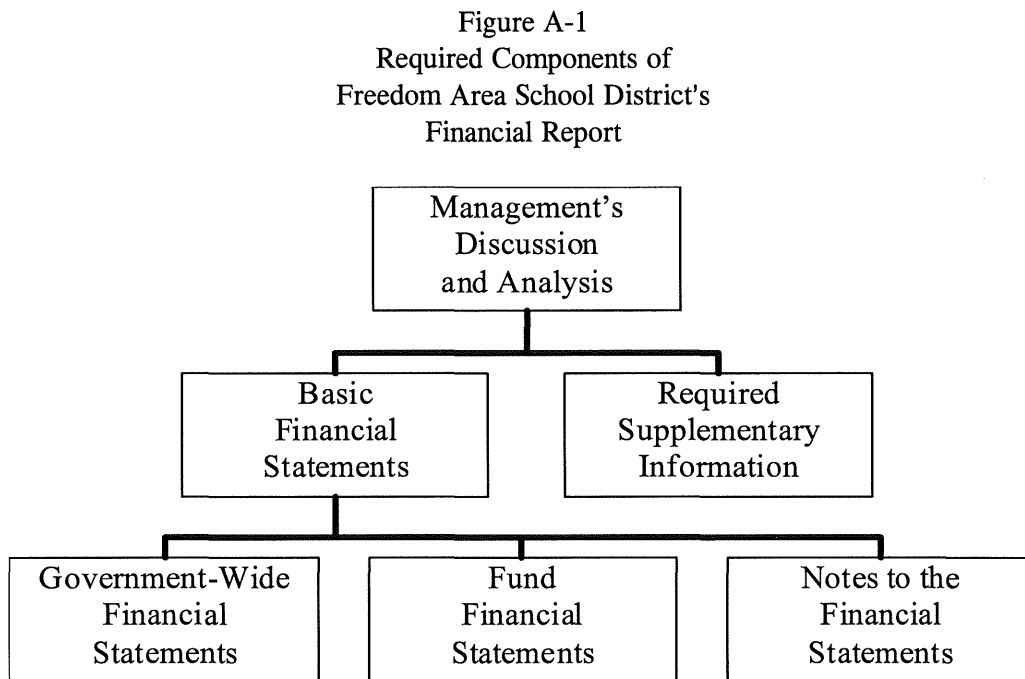 Figure A-1
Required Components of
Freedom Area School District's
Financial Report
Management's
Discussion
and Analysis
Basic
Financial
Statements
Required
Supplementary
Information
Government-Wide
Financial
Statements
Fund
Financial
Statements
Notes to the
Financial
Statements